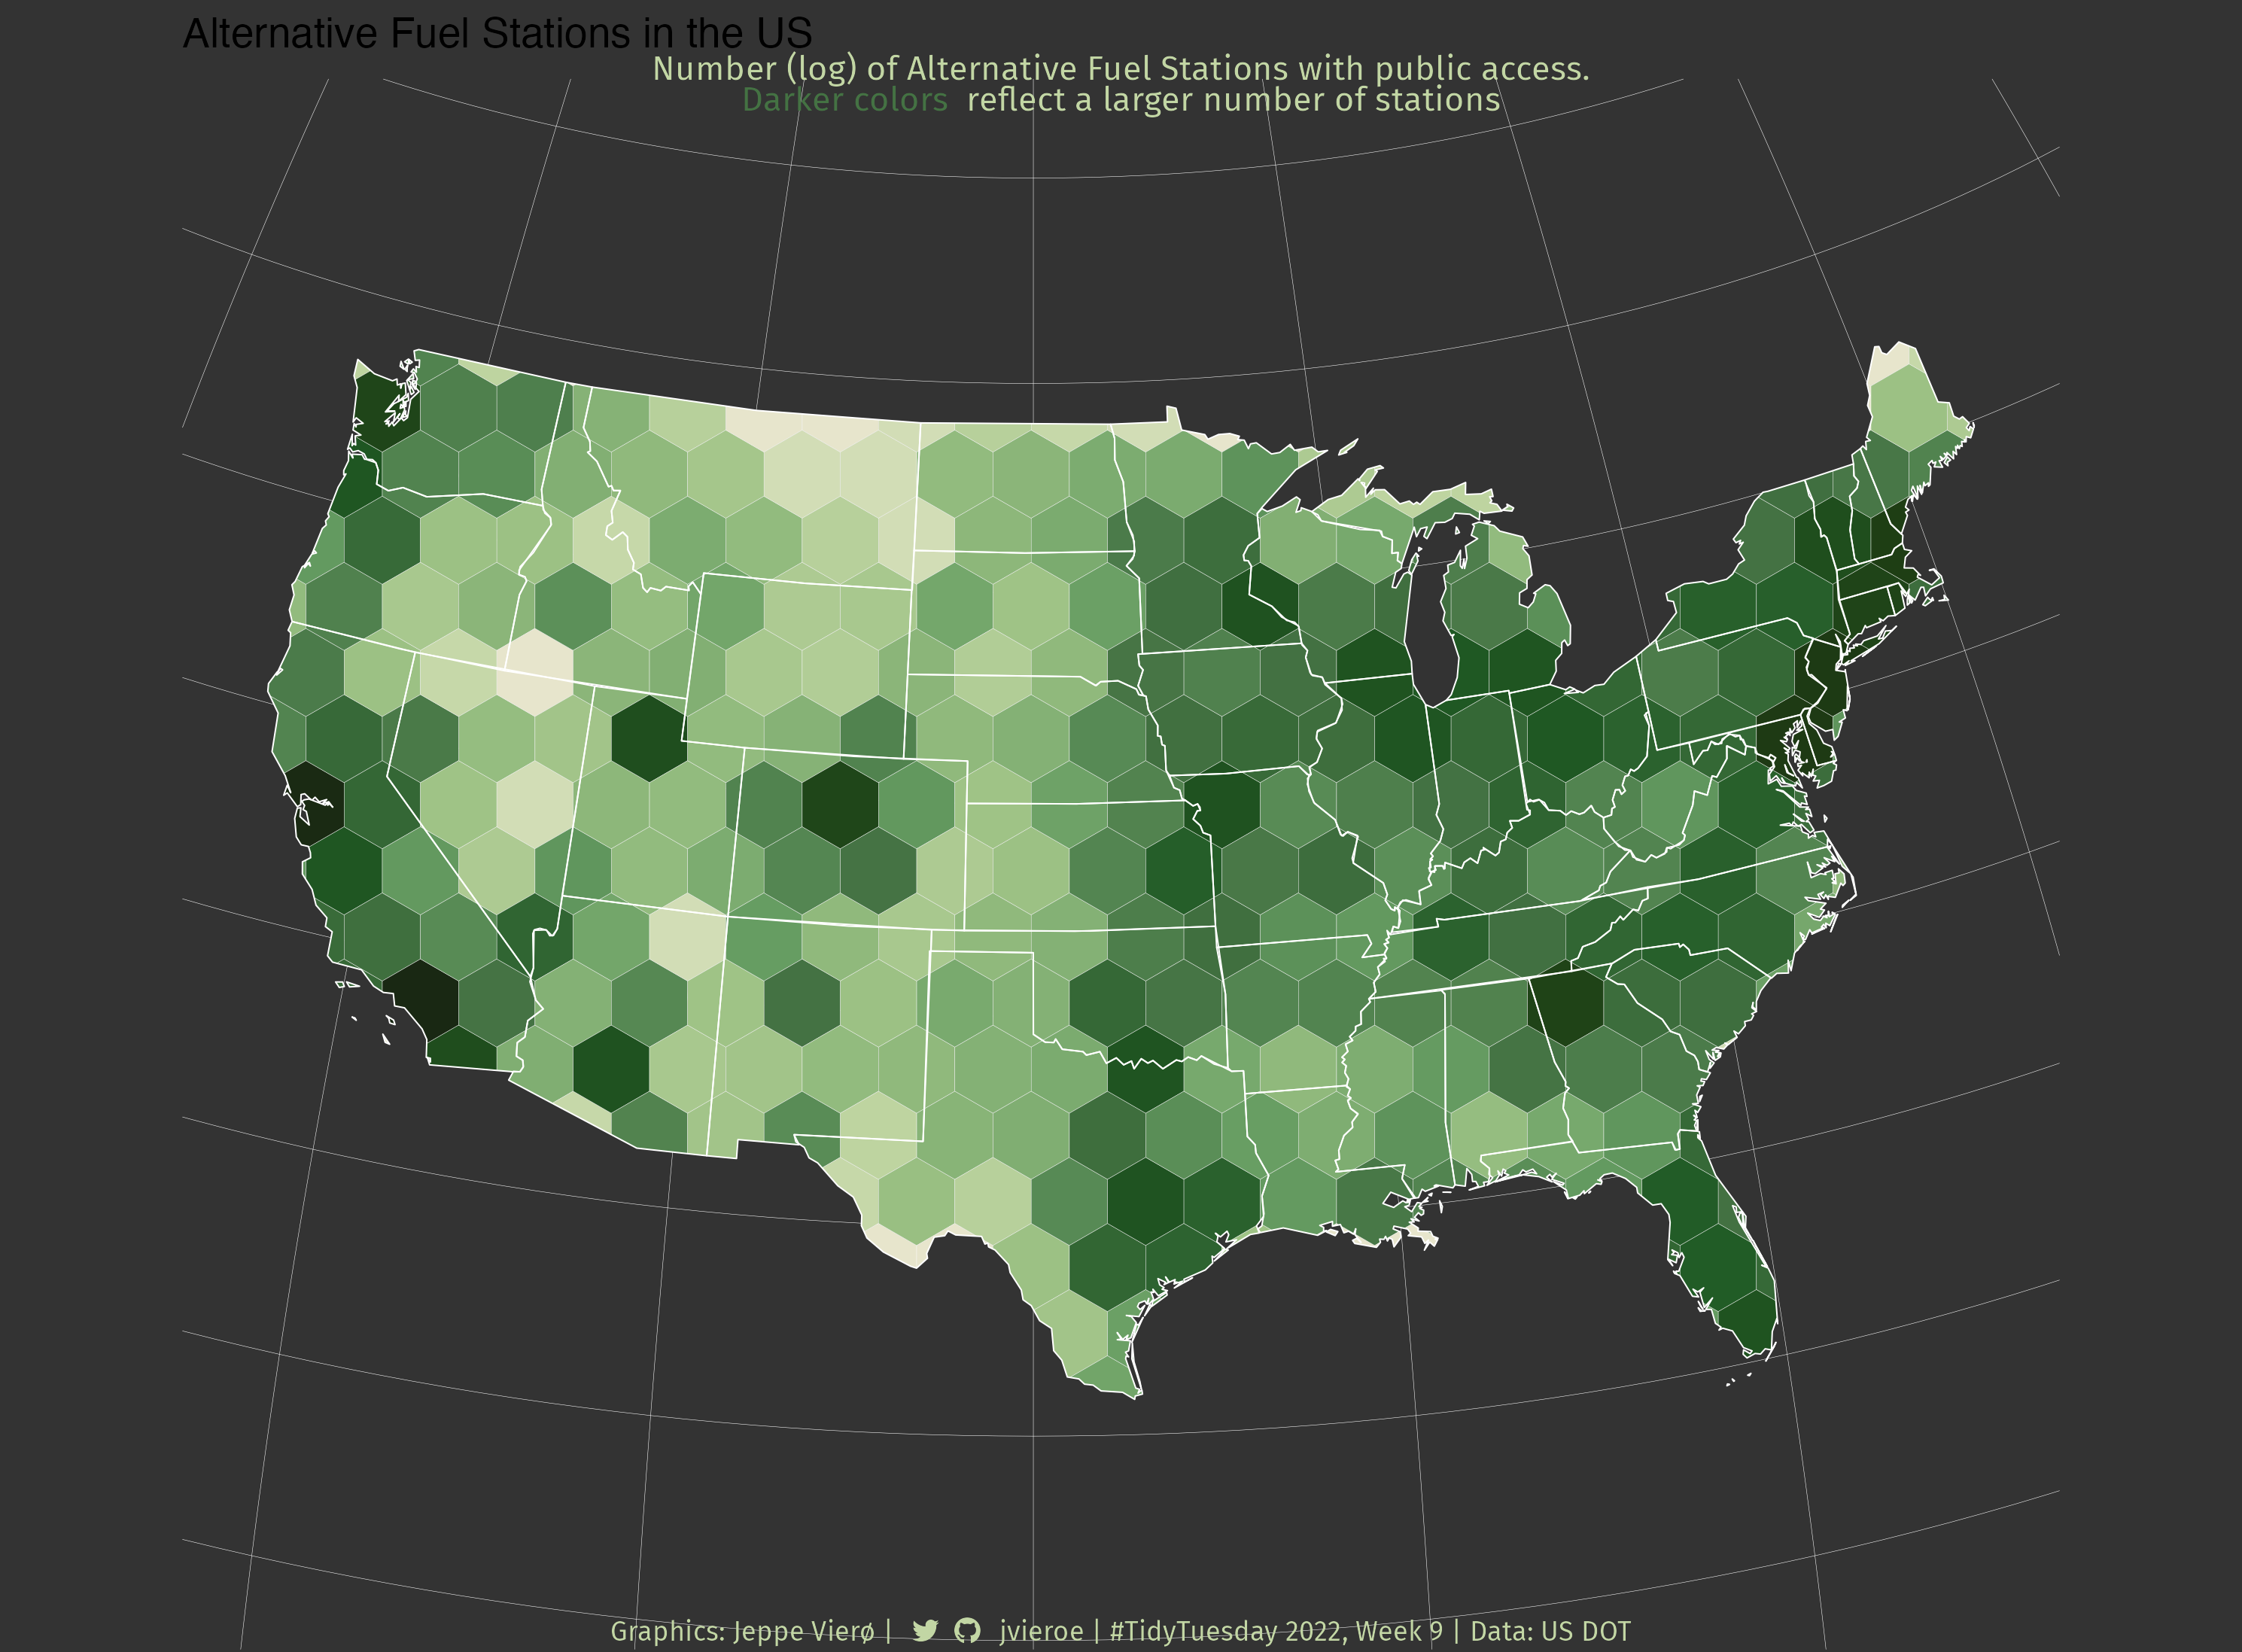 Alternative Fuel Stations in the US
Number (log) of Alternative Fuel Stations with public access.
Darker colors reflect a larger number of stations
Graphics: Jeppe Vierø | jvieroe | #TidyTuesday 2022, Week 9 | Data: US DOT